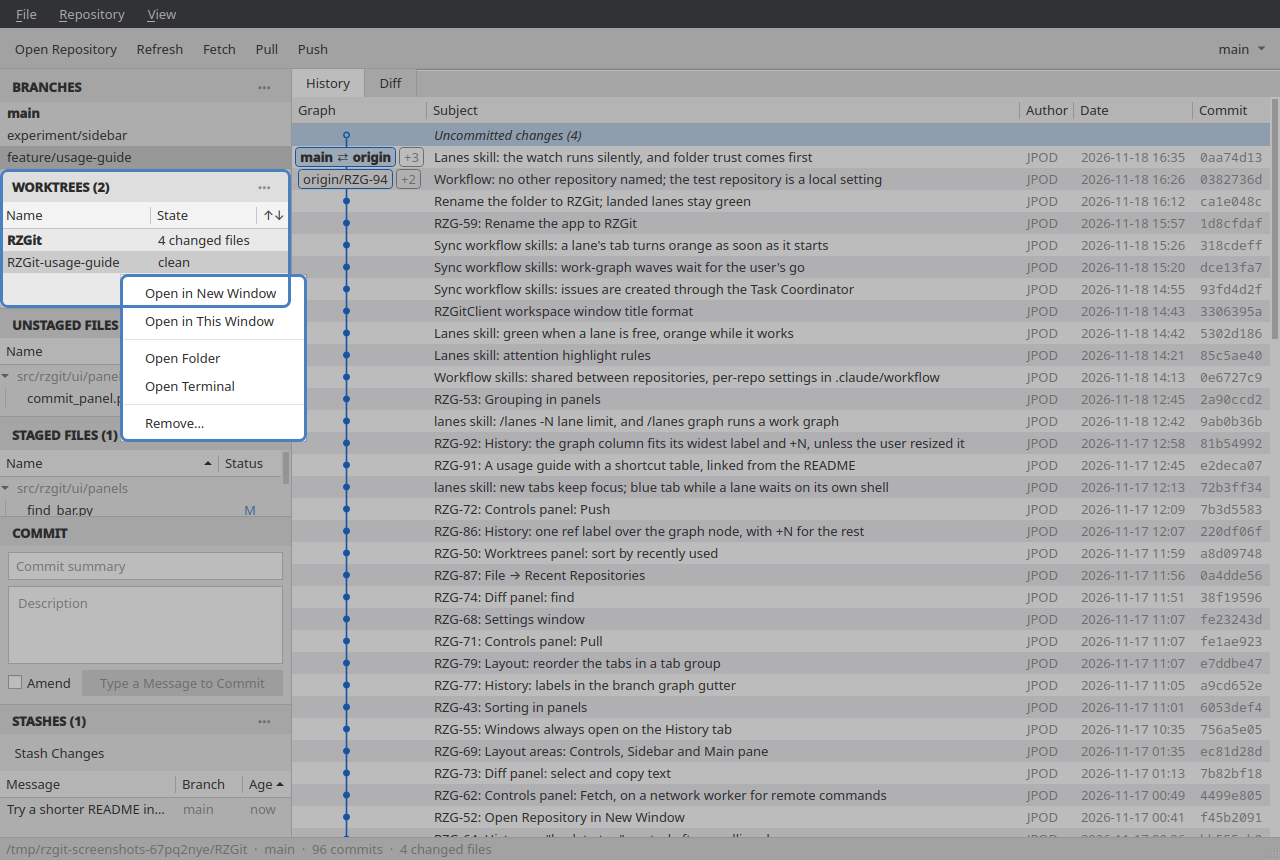 File Repository View
Open Repository Refresh Fetch Pull Push main
BRANCHES ...
main
experiment/sidebar
feature/usage-guide
WORKTREES (2) ...
Name State ↑↓
RZGit 4 changed files
RZGit-usage-guide clean
Open in New Window
Open in This Window
Open Folder
Open Terminal
Remove...
UNSTAGED FILES
Name
src/rzgit/ui/panel
commit_panel.p
STAGED FILES (1)
Name Status
src/rzgit/ui/panels
find_bar.py M
COMMIT
Commit summary
Description
Amend Type a Message to Commit
STASHES (1) ...
Stash Changes
Message Branch Age
Try a shorter README in... main now
History Diff
Graph Subject Author Date Commit
Uncommitted changes (4)
main ⇄ origin +3 Lanes skill: the watch runs silently, and folder trust comes first JPOD 2026-11-18 16:35 0aa74d13
origin/RZG-94 +2 Workflow: no other repository named; the test repository is a local setting JPOD 2026-11-18 16:26 0382736d
Rename the folder to RZGit; landed lanes stay green JPOD 2026-11-18 16:12 ca1e048c
RZG-59: Rename the app to RZGit JPOD 2026-11-18 15:57 1d8cfdaf
Sync workflow skills: a lane's tab turns orange as soon as it starts JPOD 2026-11-18 15:26 318cdeff
Sync workflow skills: work-graph waves wait for the user's go JPOD 2026-11-18 15:20 dce13fa7
Sync workflow skills: issues are created through the Task Coordinator JPOD 2026-11-18 14:55 93fd4d2f
RZGitClient workspace window title format JPOD 2026-11-18 14:43 3306395a
Lanes skill: green when a lane is free, orange while it works JPOD 2026-11-18 14:42 5302d186
Lanes skill: attention highlight rules JPOD 2026-11-18 14:21 85c5ae40
Workflow skills: shared between repositories, per-repo settings in .claude/workflow JPOD 2026-11-18 14:13 0e6727c9
RZG-53: Grouping in panels JPOD 2026-11-18 12:45 2a90ccd2
lanes skill: /lanes -N lane limit, and /lanes graph runs a work graph JPOD 2026-11-18 12:42 9ab0b36b
RZG-92: History: the graph column fits its widest label and +N, unless the user resized it JPOD 2026-11-17 12:58 81b54992
RZG-91: A usage guide with a shortcut table, linked from the README JPOD 2026-11-17 12:45 e2deca07
lanes skill: new tabs keep focus; blue tab while a lane waits on its own shell JPOD 2026-11-17 12:13 72b3ff34
RZG-72: Controls panel: Push JPOD 2026-11-17 12:09 7b3d5583
RZG-86: History: one ref label over the graph node, with +N for the rest JPOD 2026-11-17 12:07 220df06f
RZG-50: Worktrees panel: sort by recently used JPOD 2026-11-17 11:59 a8d09748
RZG-87: File → Recent Repositories JPOD 2026-11-17 11:56 0a4dde56
RZG-74: Diff panel: find JPOD 2026-11-17 11:51 38f19596
RZG-68: Settings window JPOD 2026-11-17 11:07 fe23243d
RZG-71: Controls panel: Pull JPOD 2026-11-17 11:07 fe1ae923
RZG-79: Layout: reorder the tabs in a tab group JPOD 2026-11-17 11:07 e7ddbe47
RZG-77: History: labels in the branch graph gutter JPOD 2026-11-17 11:05 a9cd652e
RZG-43: Sorting in panels JPOD 2026-11-17 11:01 6053def4
RZG-55: Windows always open on the History tab JPOD 2026-11-17 10:35 756a5e05
RZG-69: Layout areas: Controls, Sidebar and Main pane JPOD 2026-11-17 01:35 ec81d28d
RZG-73: Diff panel: select and copy text JPOD 2026-11-17 01:13 7b82bf18
RZG-62: Controls panel: Fetch, on a network worker for remote commands JPOD 2026-11-17 00:49 4499e805
RZG-52: Open Repository in New Window JPOD 2026-11-17 00:41 f45b2091
/tmp/rzgit-screenshots-67pq2nye/RZGit · main · 96 commits · 4 changed files